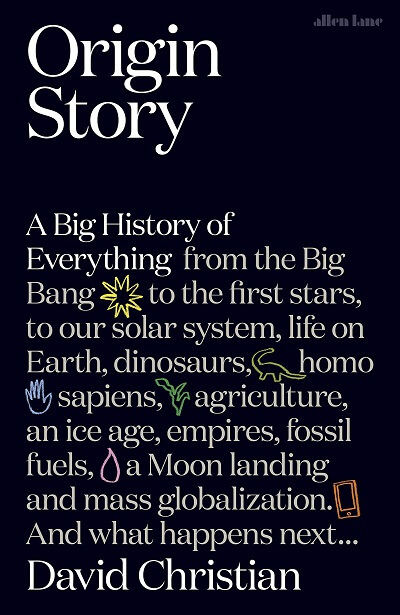 allen lane
Origin
Story
A Big History of
Everything from the Big
Bang to the first stars,
to our solar system, life on
Earth, dinosaurs, homo
sapiens, agriculture,
an ice age, empires, fossil
fuels, a Moon landing
and mass globalization.
And what happens next...
David Christian